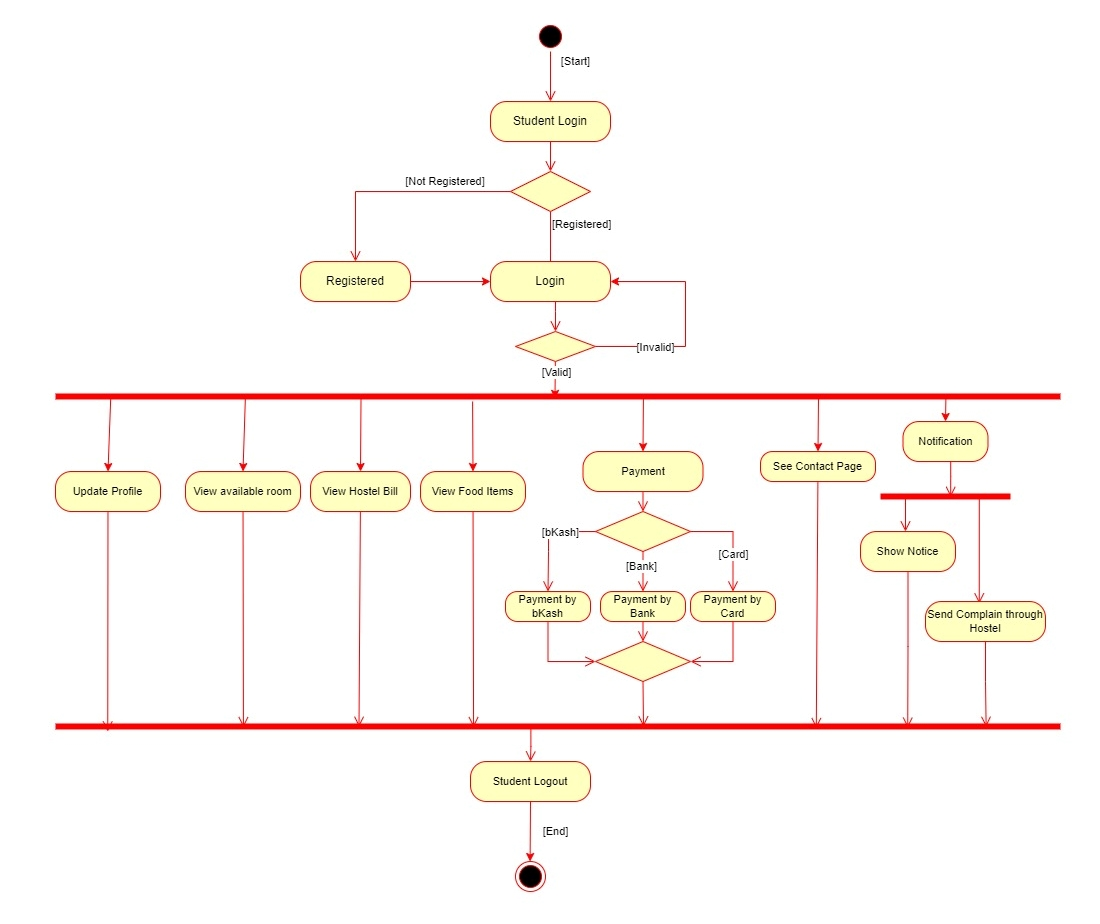 [Start]
Student Login
[Not Registered]
[Registered]
Registered
Login
[Invalid]
[Valid]
Notification
Update Profile
View available room
View Hostel Bill
View Food Items
Payment
See Contact Page
[bKash]
[Bank]
[Card]
Show Notice
Payment by
bKash
Payment by
Bank
Payment by
Card
Send Complain through
Hostel
Student Logout
[End]